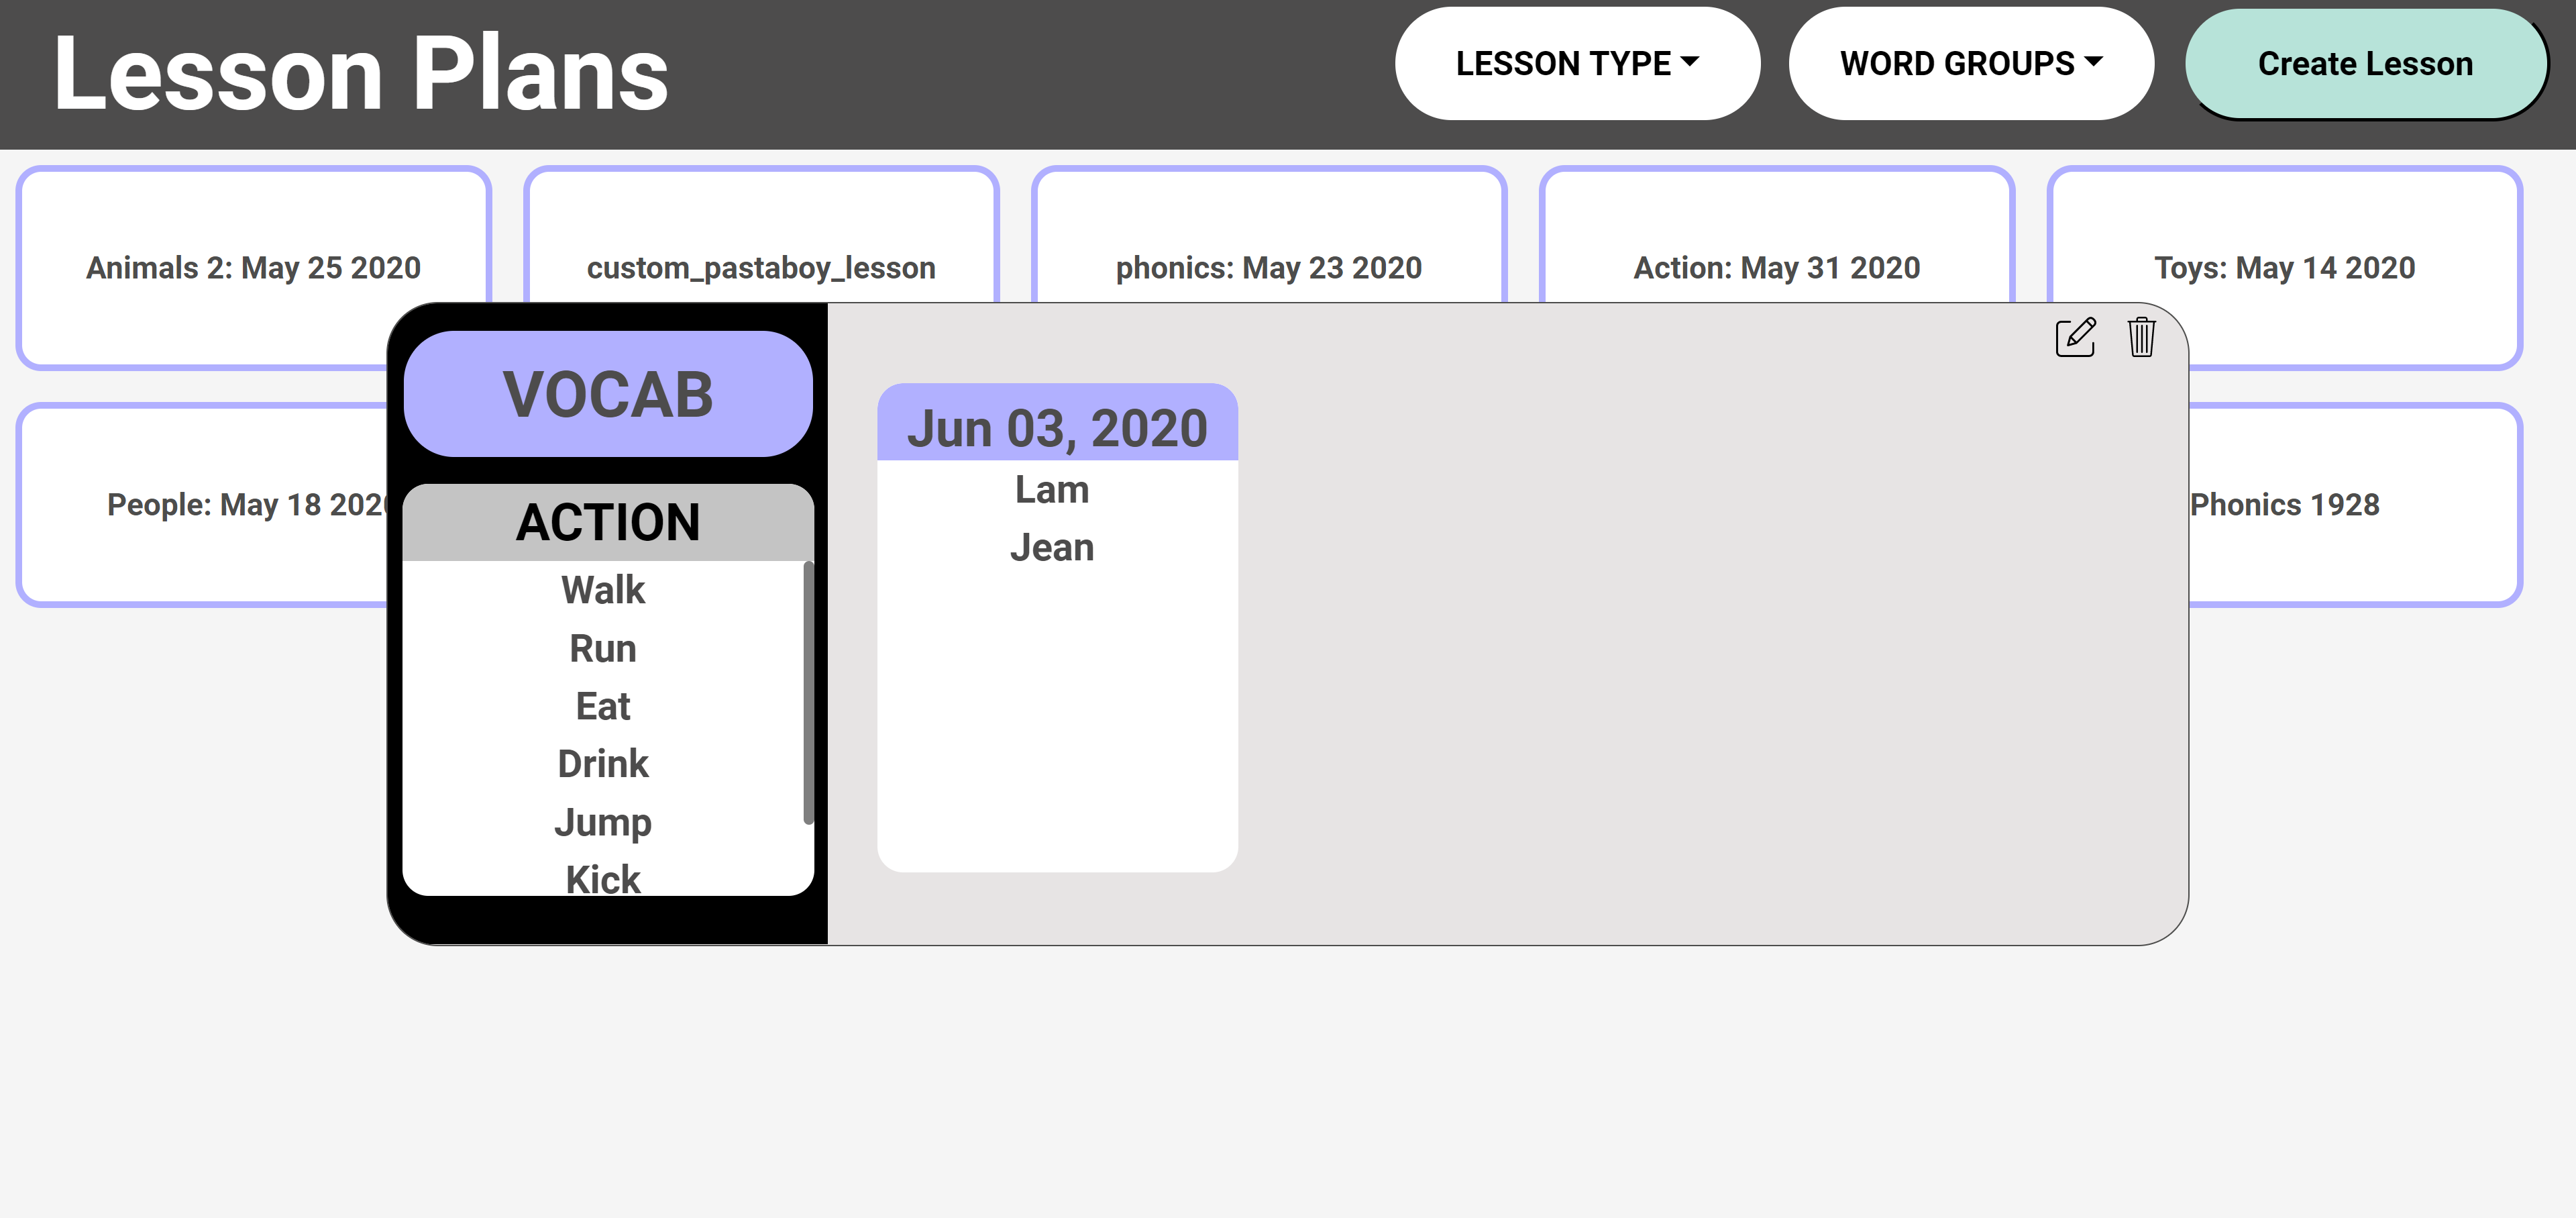 Lesson Plans
LESSON TYPE
WORD GROUPS
Create Lesson
Animals 2: May 25 2020
custom_pastaboy_lesson
phonics: May 23 2020
Action: May 31 2020
Toys: May 14 2020
People: May 18 2020
Phonics 1928
VOCAB
ACTION
Walk
Run
Eat
Drink
Jump
Kick
Jun 03, 2020
Lam
Jean